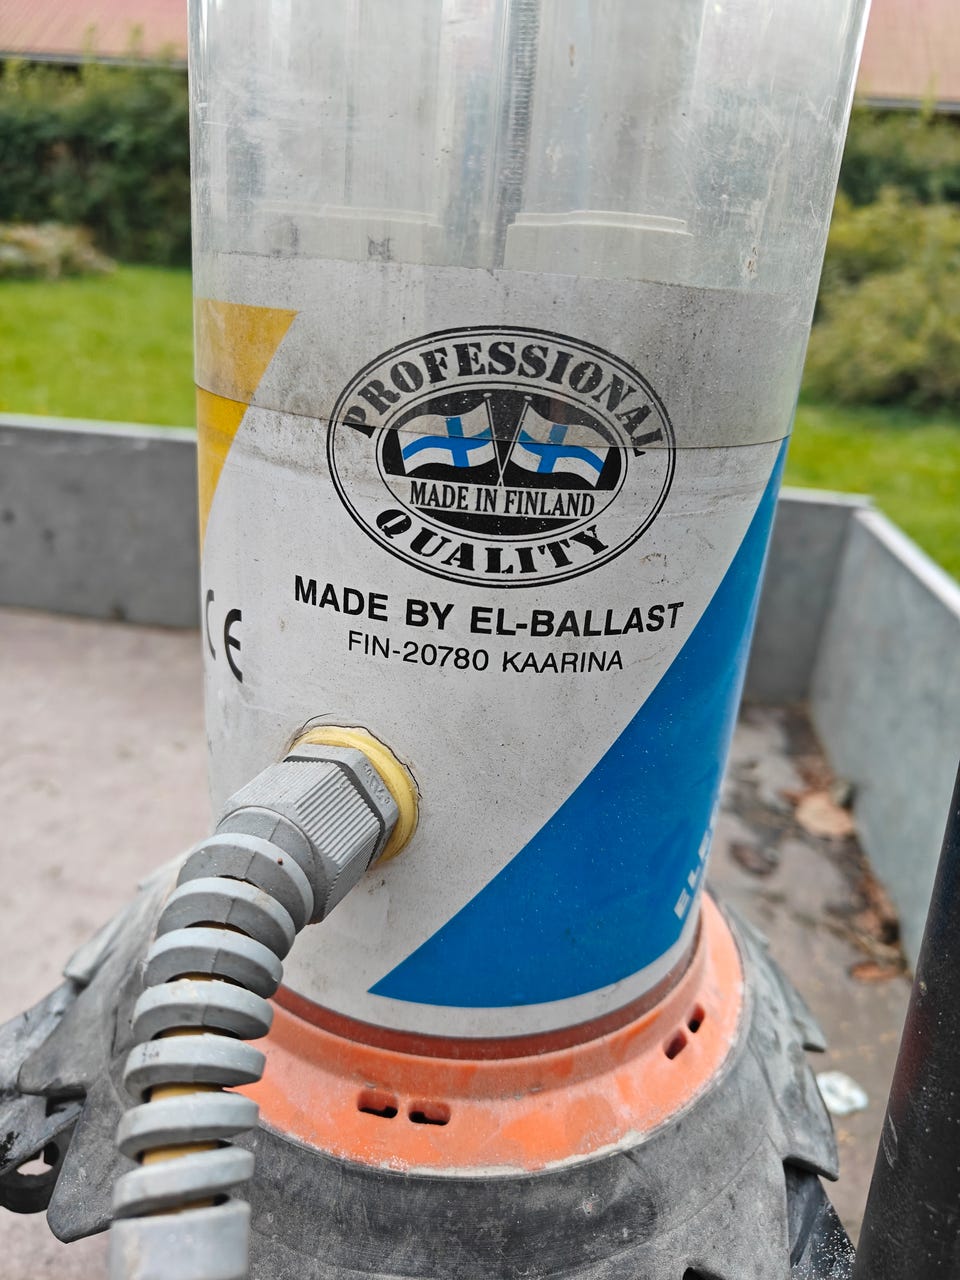 PROFESSIONAL
MADE IN FINLAND
QUALITY
MADE BY EL-BALLAST
FIN-20780 KAARINA
CE